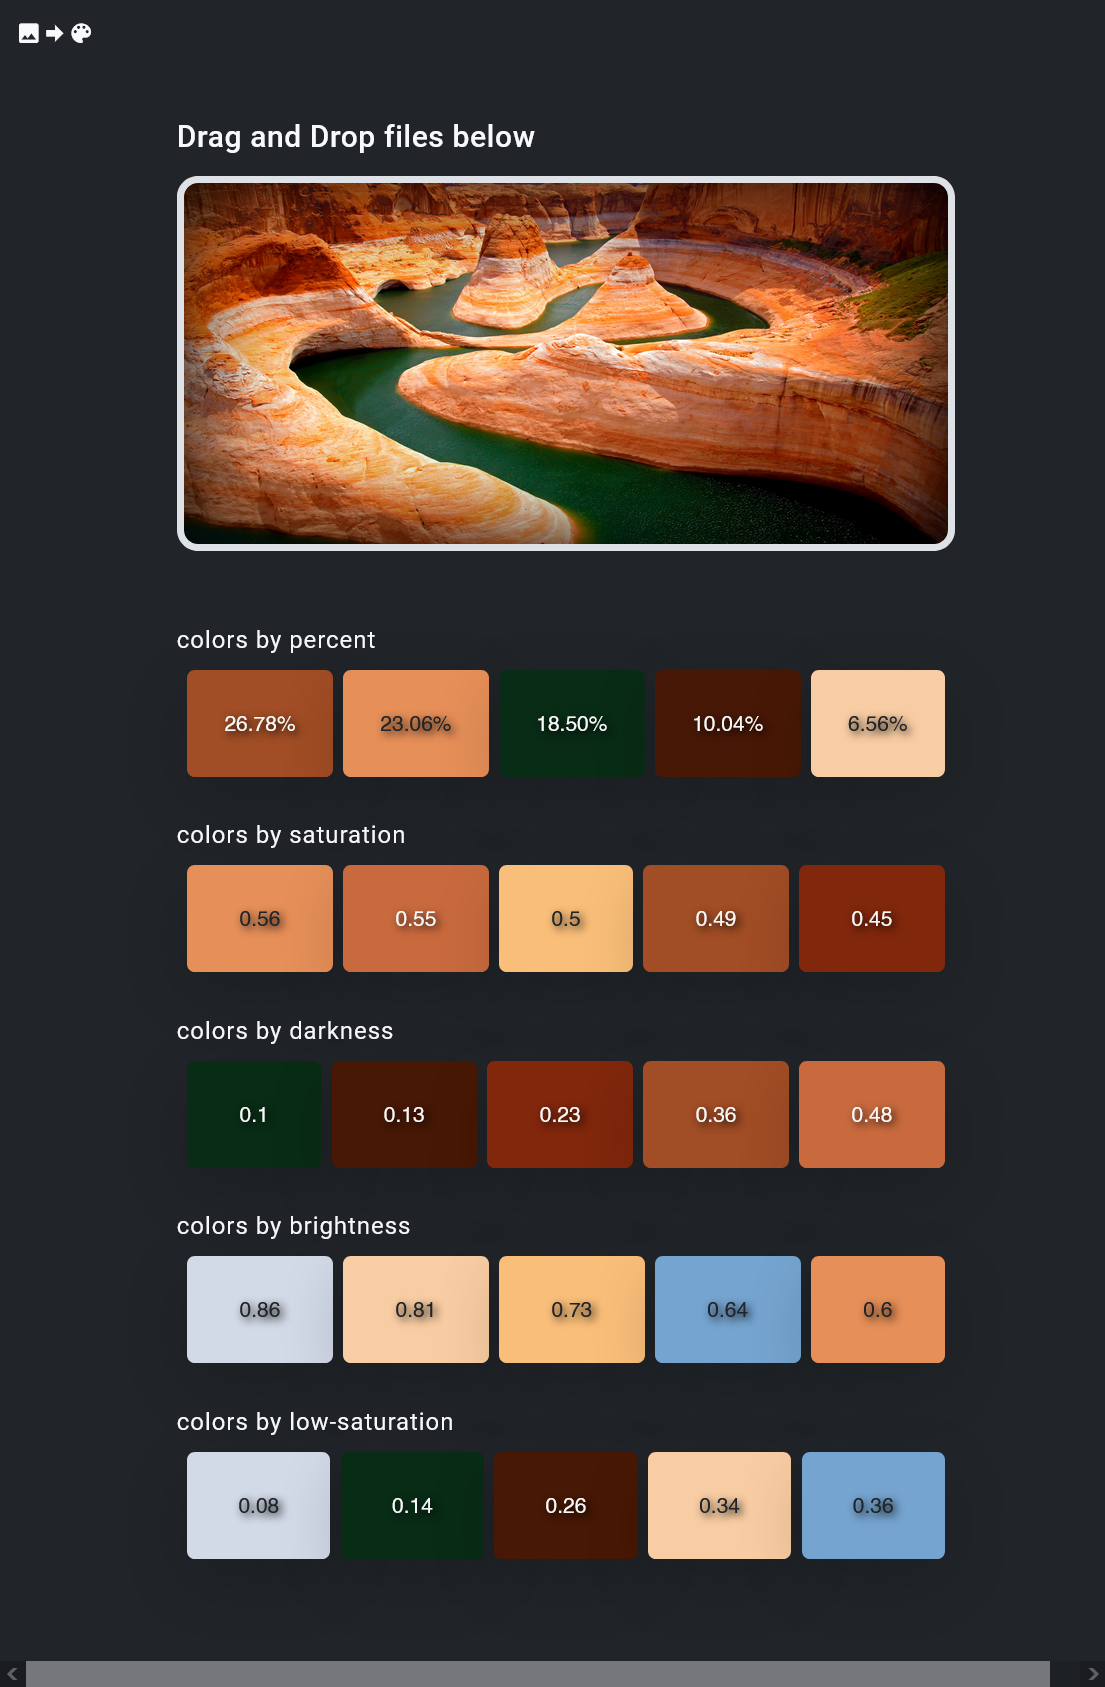 Drag and Drop files below
colors by percent
26.78% 23.06% 18.50% 10.04% 6.56%
colors by saturation
0.56 0.55 0.5 0.49 0.45
colors by darkness
0.1 0.13 0.23 0.36 0.48
colors by brightness
0.86 0.81 0.73 0.64 0.6
colors by low-saturation
0.08 0.14 0.26 0.34 0.36